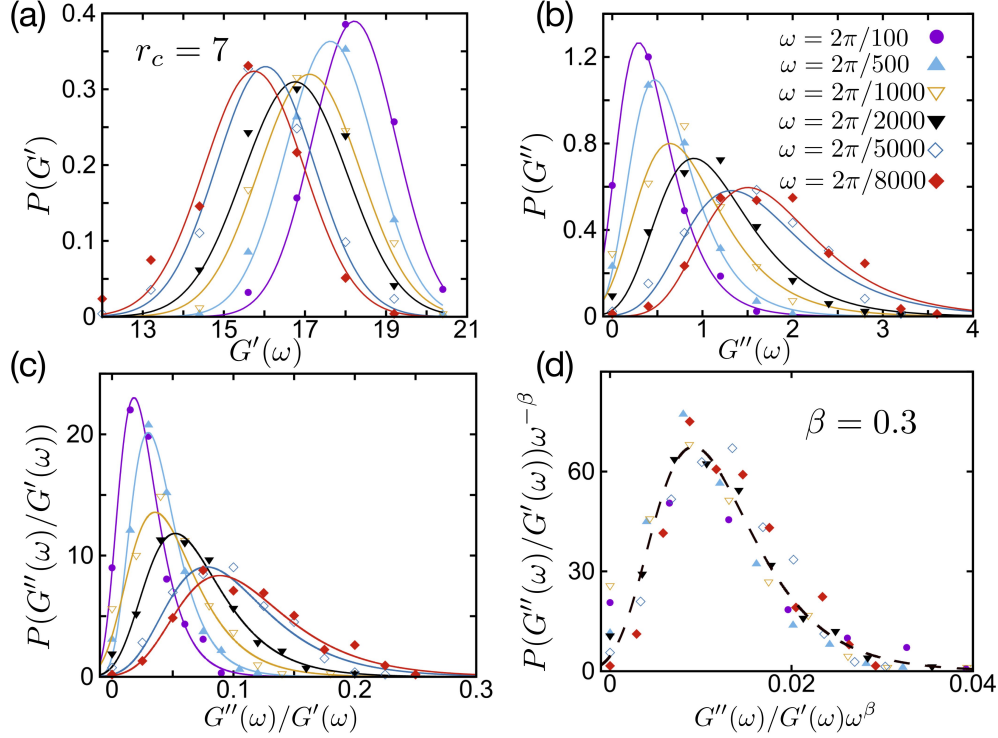 (a)
r_c = 7
P(G′)
0.4
0.3
0.2
0.1
0
13 15 17 19 21
G′(ω)
(b)
ω = 2π/100
ω = 2π/500
ω = 2π/1000
ω = 2π/2000
ω = 2π/5000
ω = 2π/8000
P(G″)
1.2
0.8
0.4
0
0 1 2 3 4
G″(ω)
(c)
P(G″(ω)/G′(ω))
20
10
0
0 0.1 0.2 0.3
G″(ω)/G′(ω)
(d)
β = 0.3
P(G″(ω)/G′(ω))ω^{−β}
60
30
0
0 0.02 0.04
G″(ω)/G′(ω)ω^β